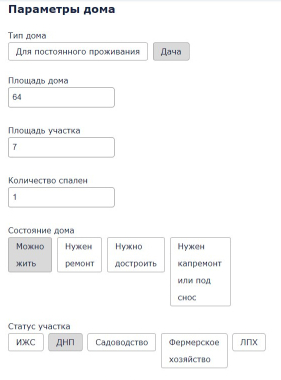 Параметры дома
Тип дома
Для постоянного проживания Дача
Площадь дома
64
Площадь участка
7
Количество спален
1
Состояние дома
Можно жить
Нужен ремонт
Нужно достроить
Нужен капремонт или под снос
Статус участка
ИЖС ДНП Садоводство Фермерское хозяйство ЛПХ